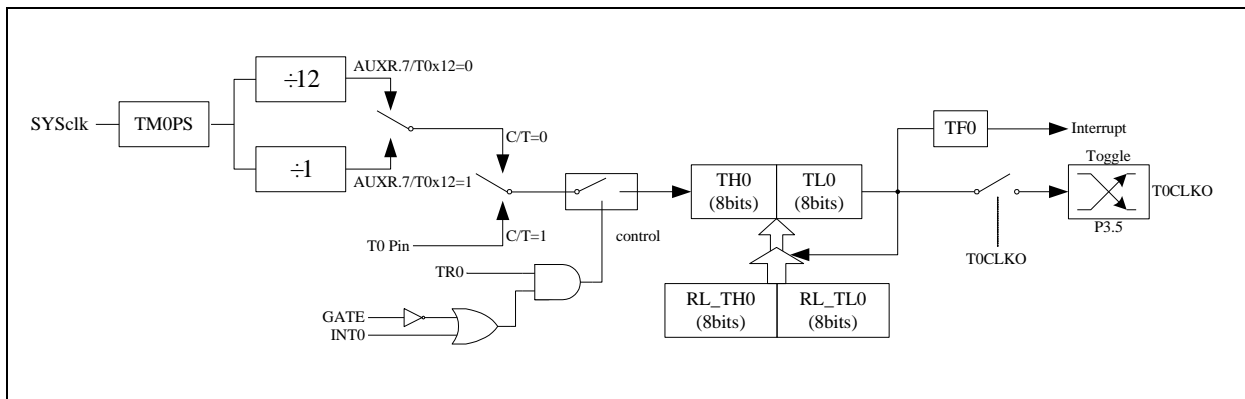 SYSclk
TM0PS
÷12
÷1
AUXR.7/T0x12=0
AUXR.7/T0x12=1
C/T=0
C/T=1
T0 Pin
TR0
GATE
INT0
control
TH0
(8bits)
TL0
(8bits)
RL_TH0
(8bits)
RL_TL0
(8bits)
TF0
Interrupt
Toggle
T0CLKO
P3.5
T0CLKO